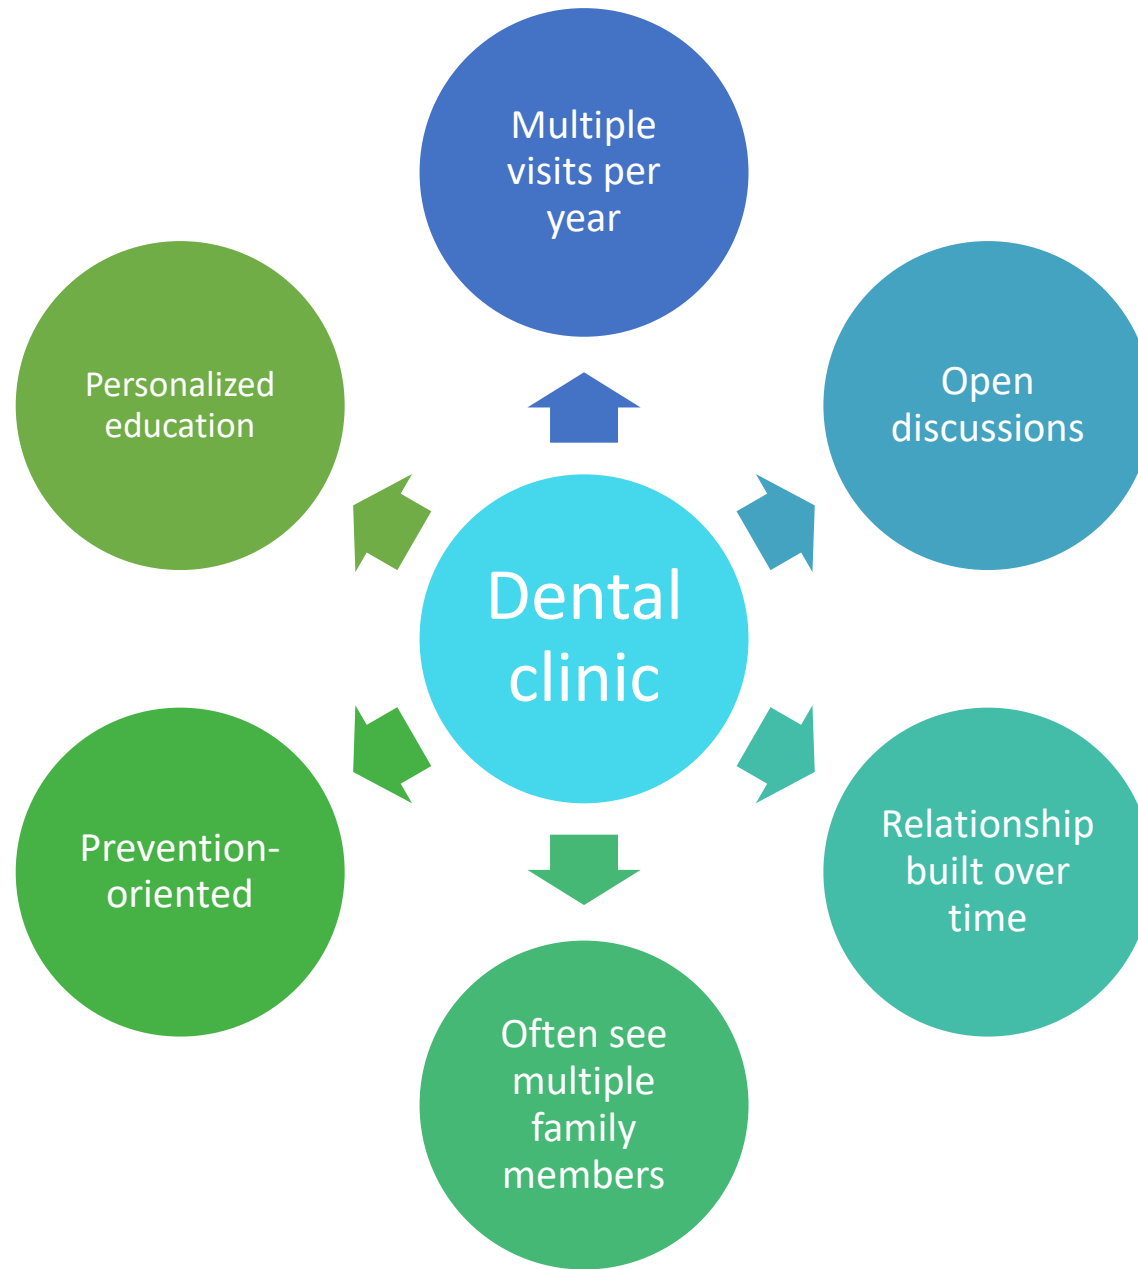 Multiple
visits per
year
Personalized
education
Open
discussions
Dental
clinic
Prevention-
oriented
Relationship
built over
time
Often see
multiple
family
members